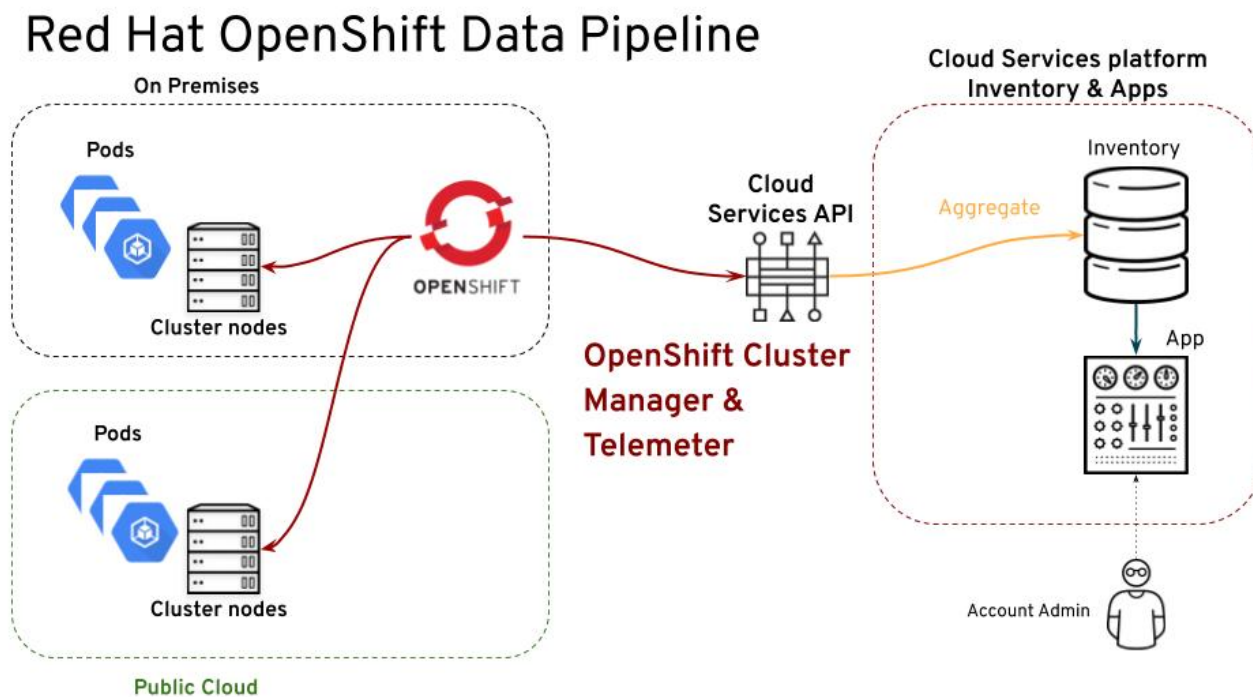 Red Hat OpenShift Data Pipeline
On Premises
Pods
Cluster nodes
OPENSHIFT
Cloud
Services API
OpenShift Cluster
Manager &
Telemeter
Cloud Services platform
Inventory & Apps
Inventory
Aggregate
App
Account Admin
Pods
Cluster nodes
Public Cloud